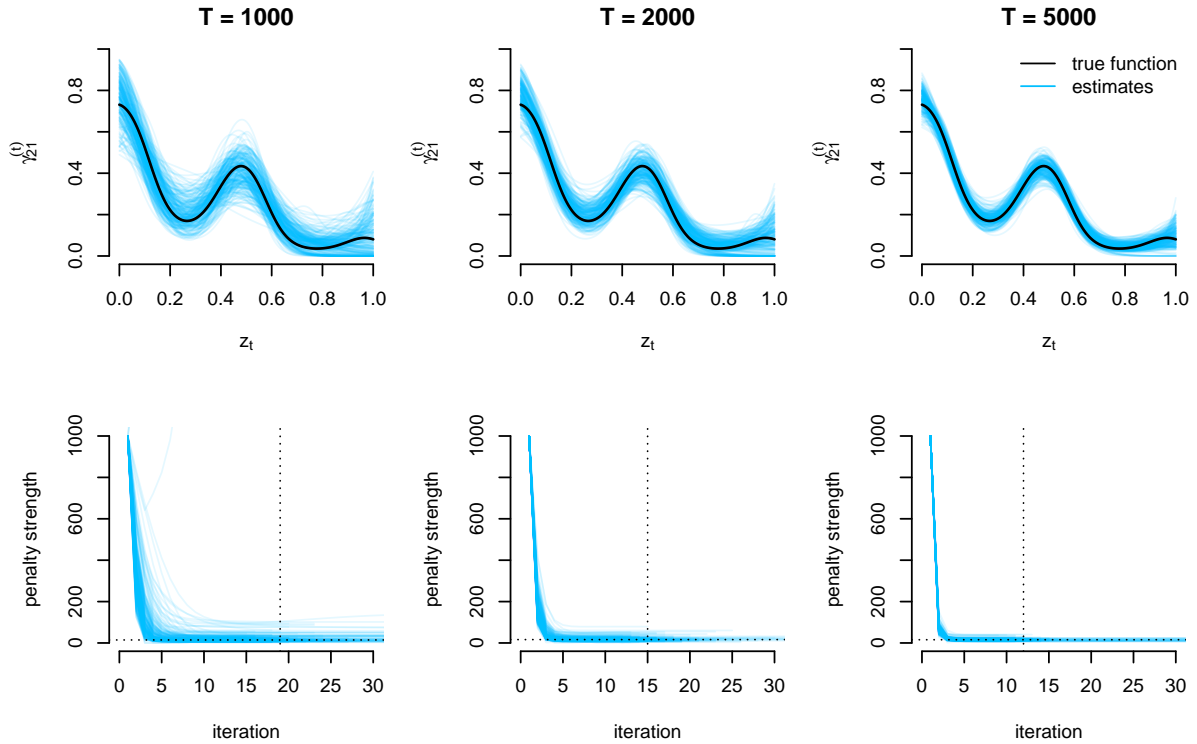 T = 1000
T = 2000
T = 5000
γ₂₁⁽ᵗ⁾
0.0 0.4 0.8
0.0 0.2 0.4 0.6 0.8 1.0
zₜ
γ₂₁⁽ᵗ⁾
0.0 0.4 0.8
0.0 0.2 0.4 0.6 0.8 1.0
zₜ
γ₂₁⁽ᵗ⁾
0.0 0.4 0.8
true function
estimates
0.0 0.2 0.4 0.6 0.8 1.0
zₜ
penalty strength
0 200 600 1000
0 5 10 15 20 25 30
iteration
penalty strength
0 200 600 1000
0 5 10 15 20 25 30
iteration
penalty strength
0 200 600 1000
0 5 10 15 20 25 30
iteration